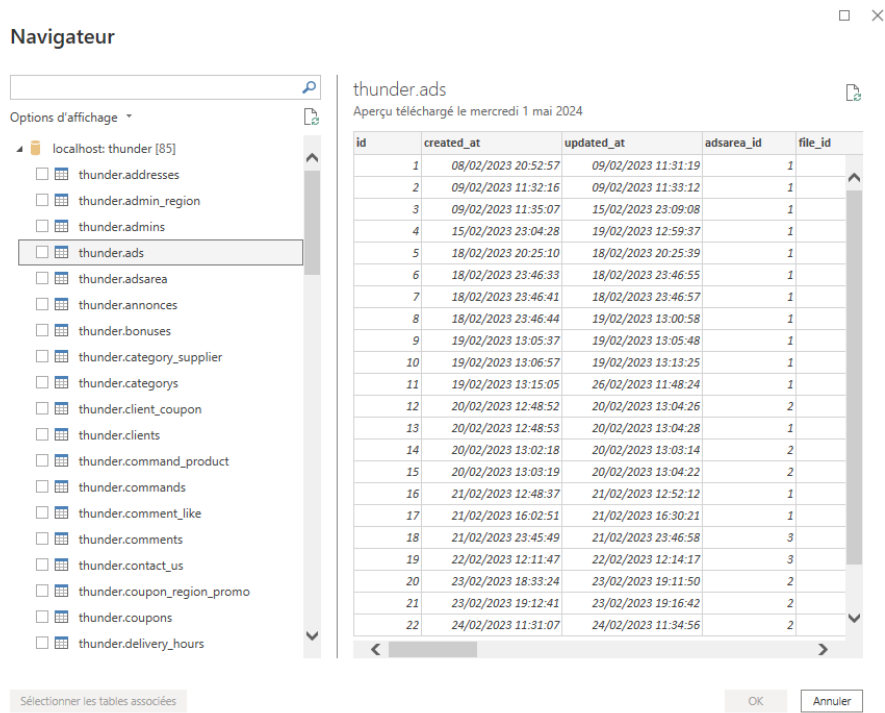 Navigateur
Options d'affichage
localhost: thunder [85]
thunder.addresses
thunder.admin_region
thunder.admins
thunder.ads
thunder.adsarea
thunder.annonces
thunder.bonuses
thunder.category_supplier
thunder.categorys
thunder.client_coupon
thunder.clients
thunder.command_product
thunder.commands
thunder.comment_like
thunder.comments
thunder.contact_us
thunder.coupon_region_promo
thunder.coupons
thunder.delivery_hours
thunder.ads
Aperçu téléchargé le mercredi 1 mai 2024
id created_at updated_at adsarea_id file_id
1 08/02/2023 20:52:57 09/02/2023 11:31:19 1
2 09/02/2023 11:32:16 09/02/2023 11:33:12 1
3 09/02/2023 11:35:07 15/02/2023 23:09:08 1
4 15/02/2023 23:04:28 19/02/2023 12:59:37 1
5 18/02/2023 20:25:10 18/02/2023 20:25:39 1
6 18/02/2023 23:46:33 18/02/2023 23:46:55 1
7 18/02/2023 23:46:41 18/02/2023 23:46:57 1
8 18/02/2023 23:46:44 19/02/2023 13:00:58 1
9 19/02/2023 13:05:37 19/02/2023 13:05:48 1
10 19/02/2023 13:06:57 19/02/2023 13:13:25 1
11 19/02/2023 13:15:05 26/02/2023 11:48:24 1
12 20/02/2023 12:48:52 20/02/2023 13:04:26 2
13 20/02/2023 12:48:53 20/02/2023 13:04:28 1
14 20/02/2023 13:02:18 20/02/2023 13:03:14 2
15 20/02/2023 13:03:19 20/02/2023 13:04:22 2
16 21/02/2023 12:48:37 21/02/2023 12:52:12 1
17 21/02/2023 16:02:51 21/02/2023 16:30:21 1
18 21/02/2023 23:45:49 21/02/2023 23:46:58 3
19 22/02/2023 12:11:47 22/02/2023 12:14:17 3
20 23/02/2023 18:33:24 23/02/2023 19:11:50 2
21 23/02/2023 19:12:41 23/02/2023 19:16:42 2
22 24/02/2023 11:31:07 24/02/2023 11:34:56 2
Sélectionner les tables associées
OK
Annuler